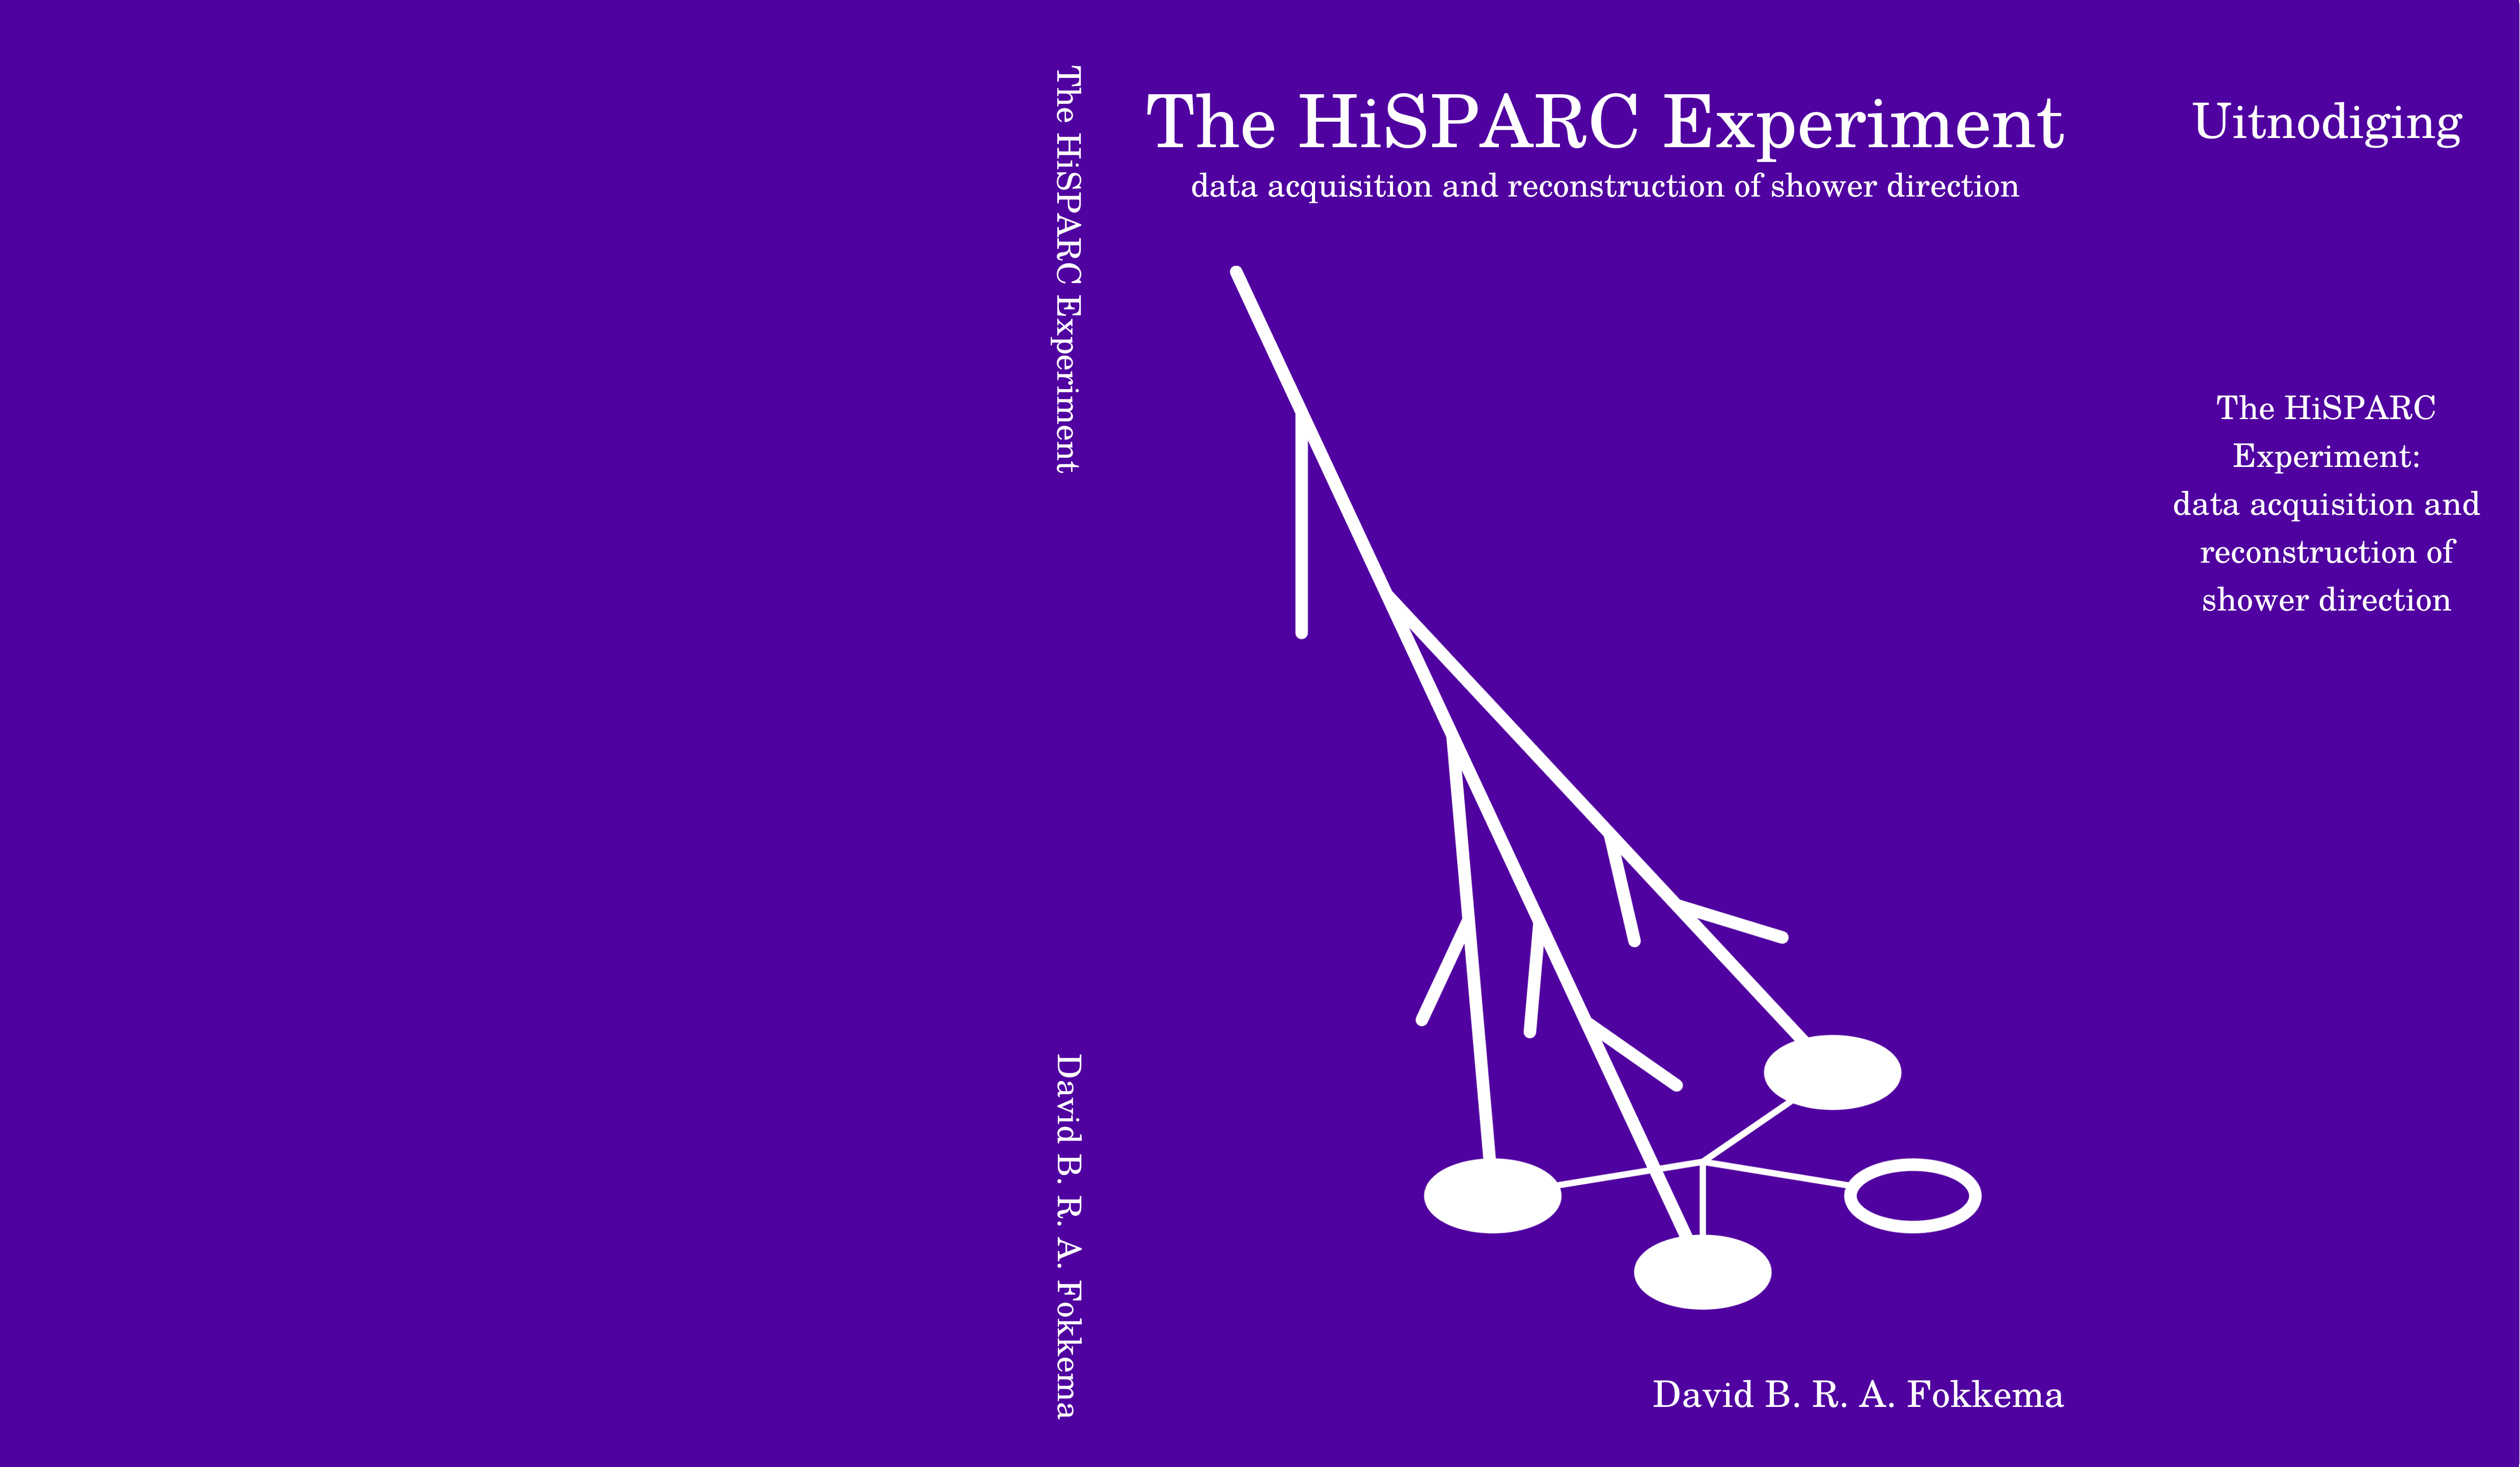 The HiSPARC Experiment
David B. R. A. Fokkema
The HiSPARC Experiment
data acquisition and reconstruction of shower direction
David B. R. A. Fokkema
Uitnodiging
The HiSPARC
Experiment:
data acquisition and
reconstruction of
shower direction